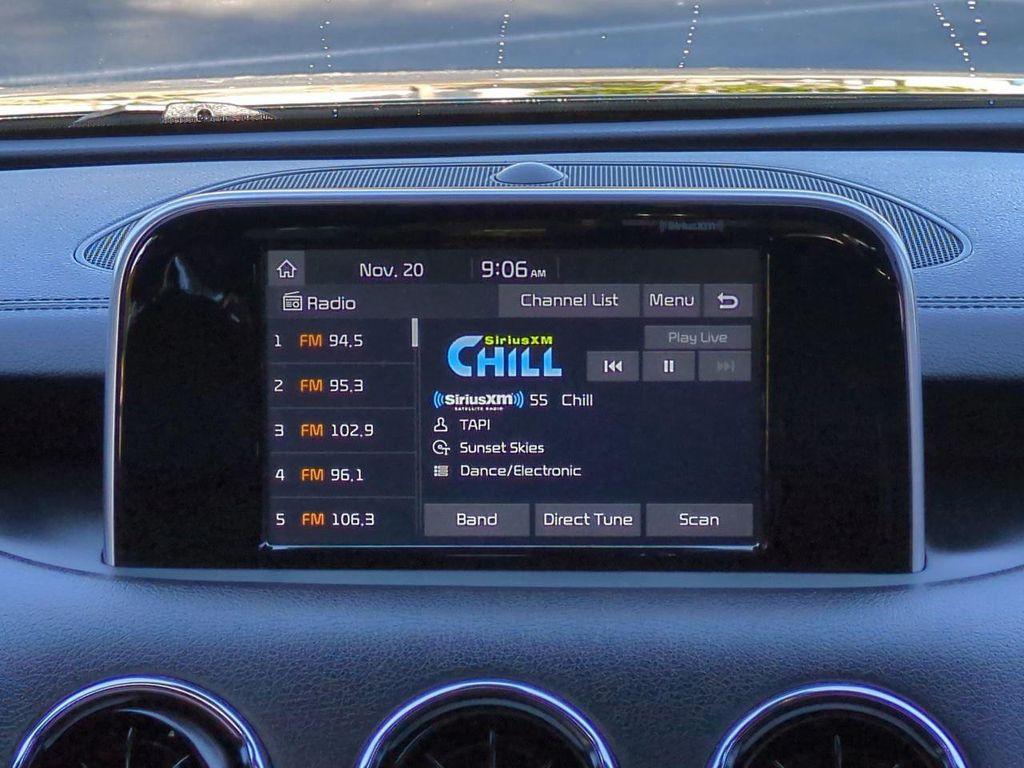 SiriusXM
Nov. 20 9:06 AM
Radio Channel List Menu
1 FM 94.5
2 FM 95.3
3 FM 102.9
4 FM 96.1
5 FM 106.3
SiriusXM
CHILL
Play Live
SiriusXM 55 Chill
SATELLITE RADIO
TAPI
Sunset Skies
Dance/Electronic
Band Direct Tune Scan